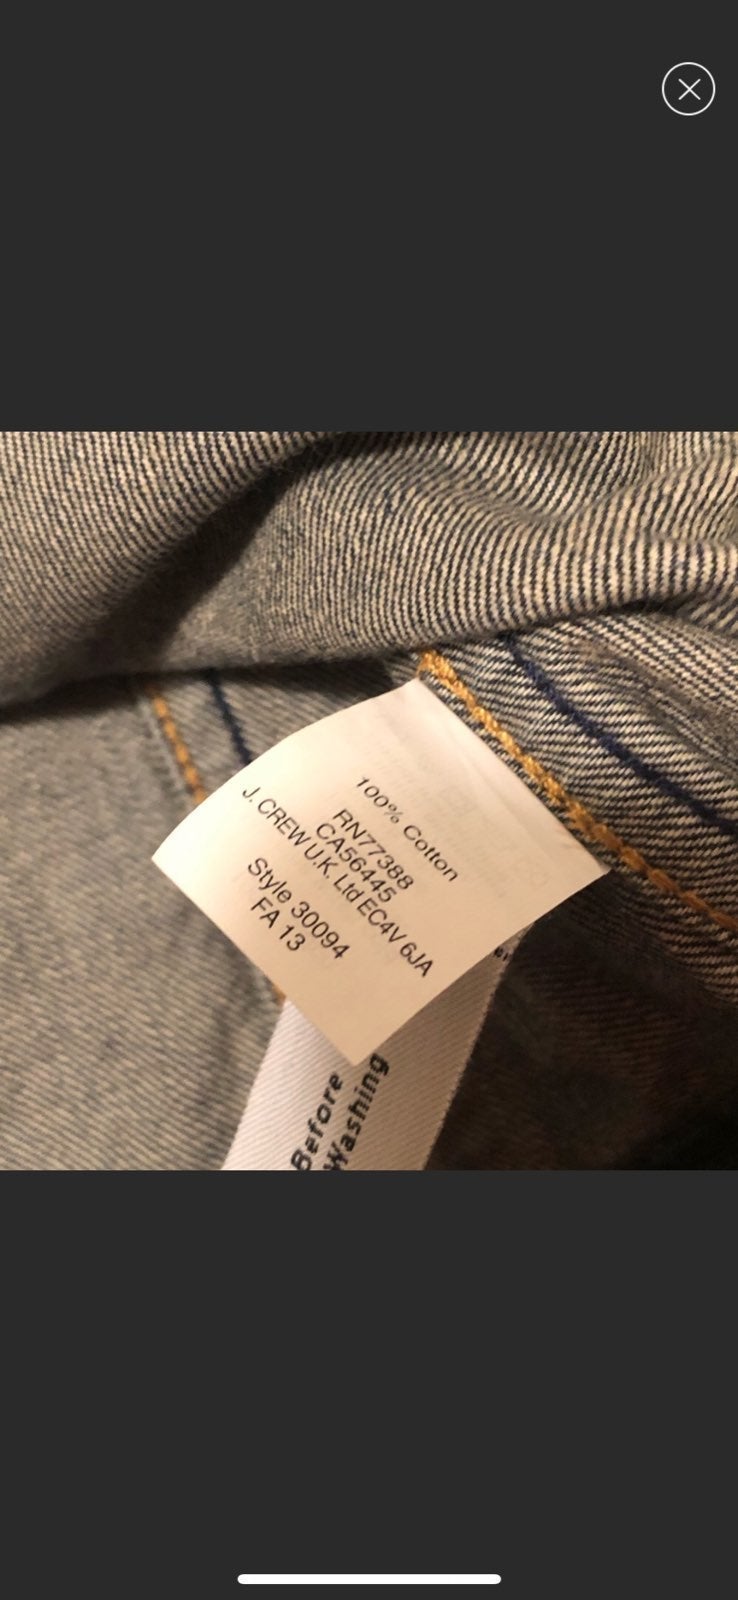 100% Cotton
RN77388
CA56445
J. CREW U.K. Ltd EC4V 6JA
Style 30094
FA 13
Before
Washing